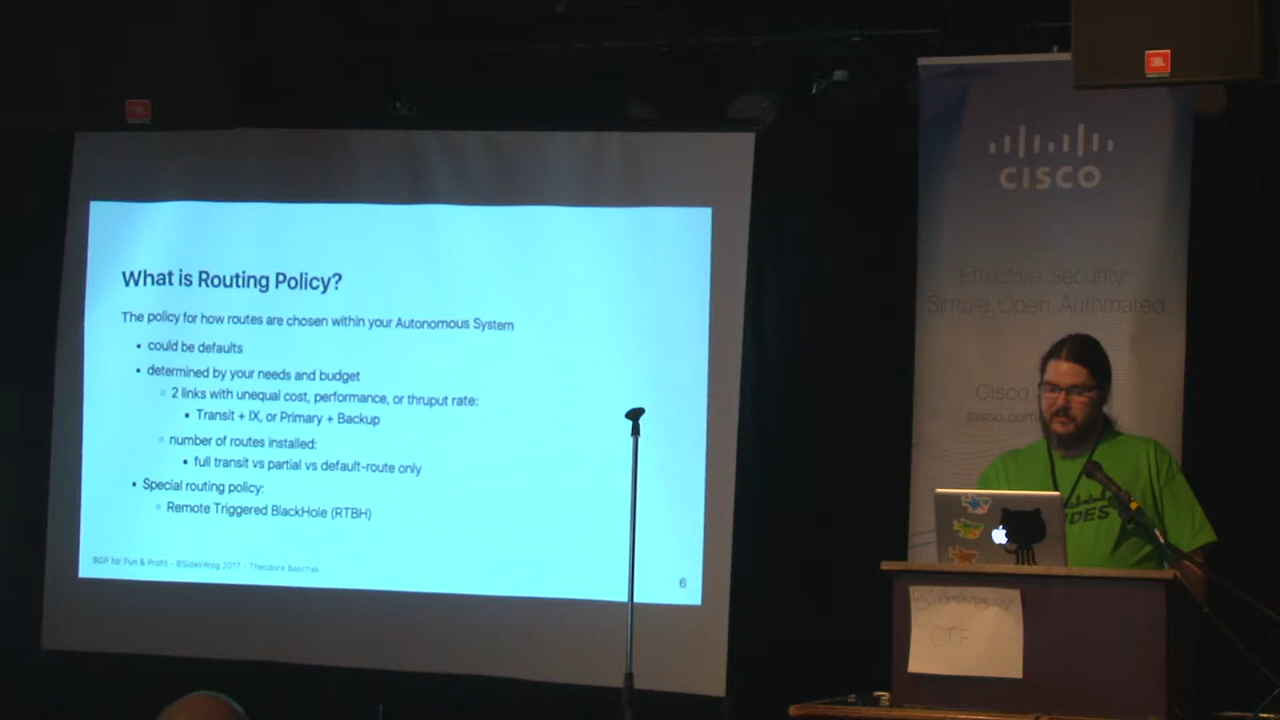 What is Routing Policy?
The policy for how routes are chosen within your Autonomous System
• could be defaults
• determined by your needs and budget
◦ 2 links with unequal cost, performance, or thruput rate:
▪ Transit + IX, or Primary + Backup
◦ number of routes installed:
▪ full transit vs partial vs default-route only
• Special routing policy:
◦ Remote Triggered BlackHole (RTBH)
BGP for Fun & Profit - BSidesWpg 2017 - Theodore Baschak
6
JBL
JBL
CISCO
Effective Security
Simple Open Automated
Cisco
cisco.com
IDES
CTF